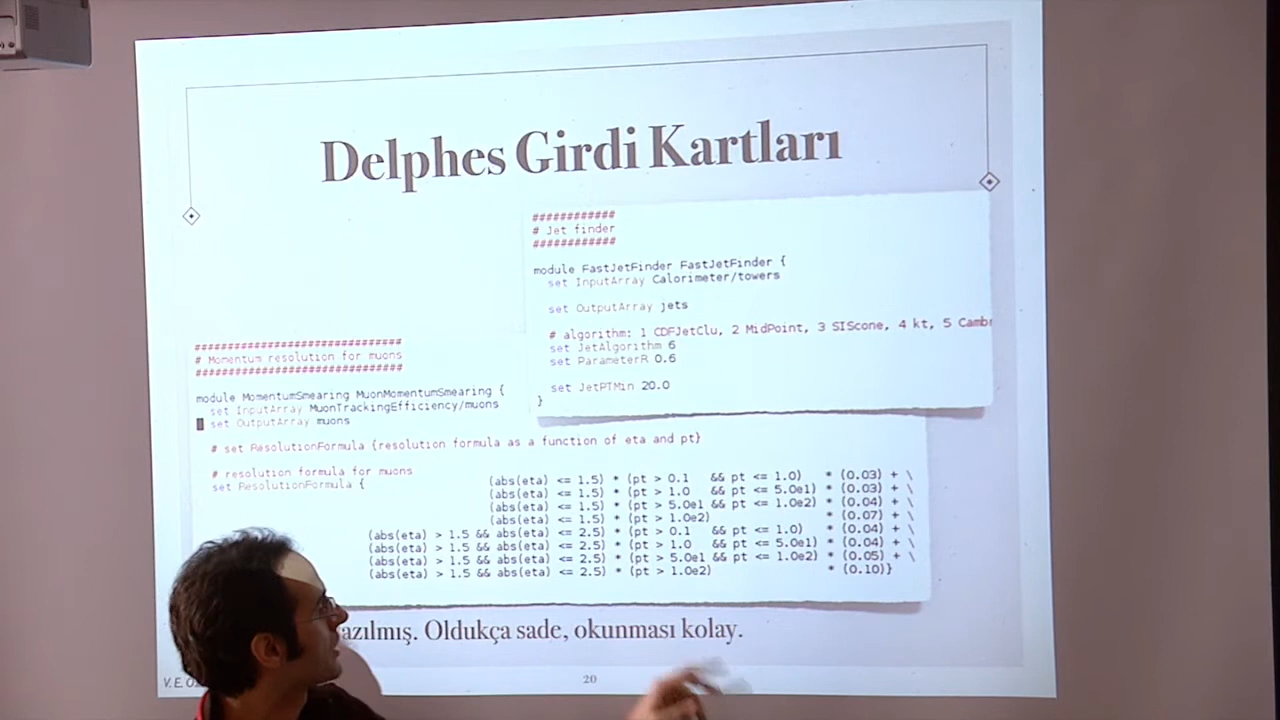 Delphes Girdi Kartları
############
# Jet finder
############
module FastJetFinder FastJetFinder {
set InputArray Calorimeter/towers
set OutputArray jets
# algorithm: 1 CDFJetClu, 2 MidPoint, 3 SIScone, 4 kt, 5 Cambr
set JetAlgorithm 6
set ParameterR 0.6
set JetPTMin 20.0
}
##############################
# Momentum resolution for muons
##############################
module MomentumSmearing MuonMomentumSmearing {
set InputArray MuonTrackingEfficiency/muons
set OutputArray muons
# set ResolutionFormula {resolution formula as a function of eta and pt}
# resolution formula for muons
set ResolutionFormula { (abs(eta) <= 1.5) * (pt > 0.1 && pt <= 1.0) * (0.03) + \
(abs(eta) <= 1.5) * (pt > 1.0 && pt <= 5.0e1) * (0.03) + \
(abs(eta) <= 1.5) * (pt > 5.0e1 && pt <= 1.0e2) * (0.04) + \
(abs(eta) <= 1.5) * (pt > 1.0e2) * (0.07) + \
(abs(eta) > 1.5 && abs(eta) <= 2.5) * (pt > 0.1 && pt <= 1.0) * (0.04) + \
(abs(eta) > 1.5 && abs(eta) <= 2.5) * (pt > 1.0 && pt <= 5.0e1) * (0.04) + \
(abs(eta) > 1.5 && abs(eta) <= 2.5) * (pt > 5.0e1 && pt <= 1.0e2) * (0.05) + \
(abs(eta) > 1.5 && abs(eta) <= 2.5) * (pt > 1.0e2) * (0.10)}
azılmış. Oldukça sade, okunması kolay.
V. E. 20